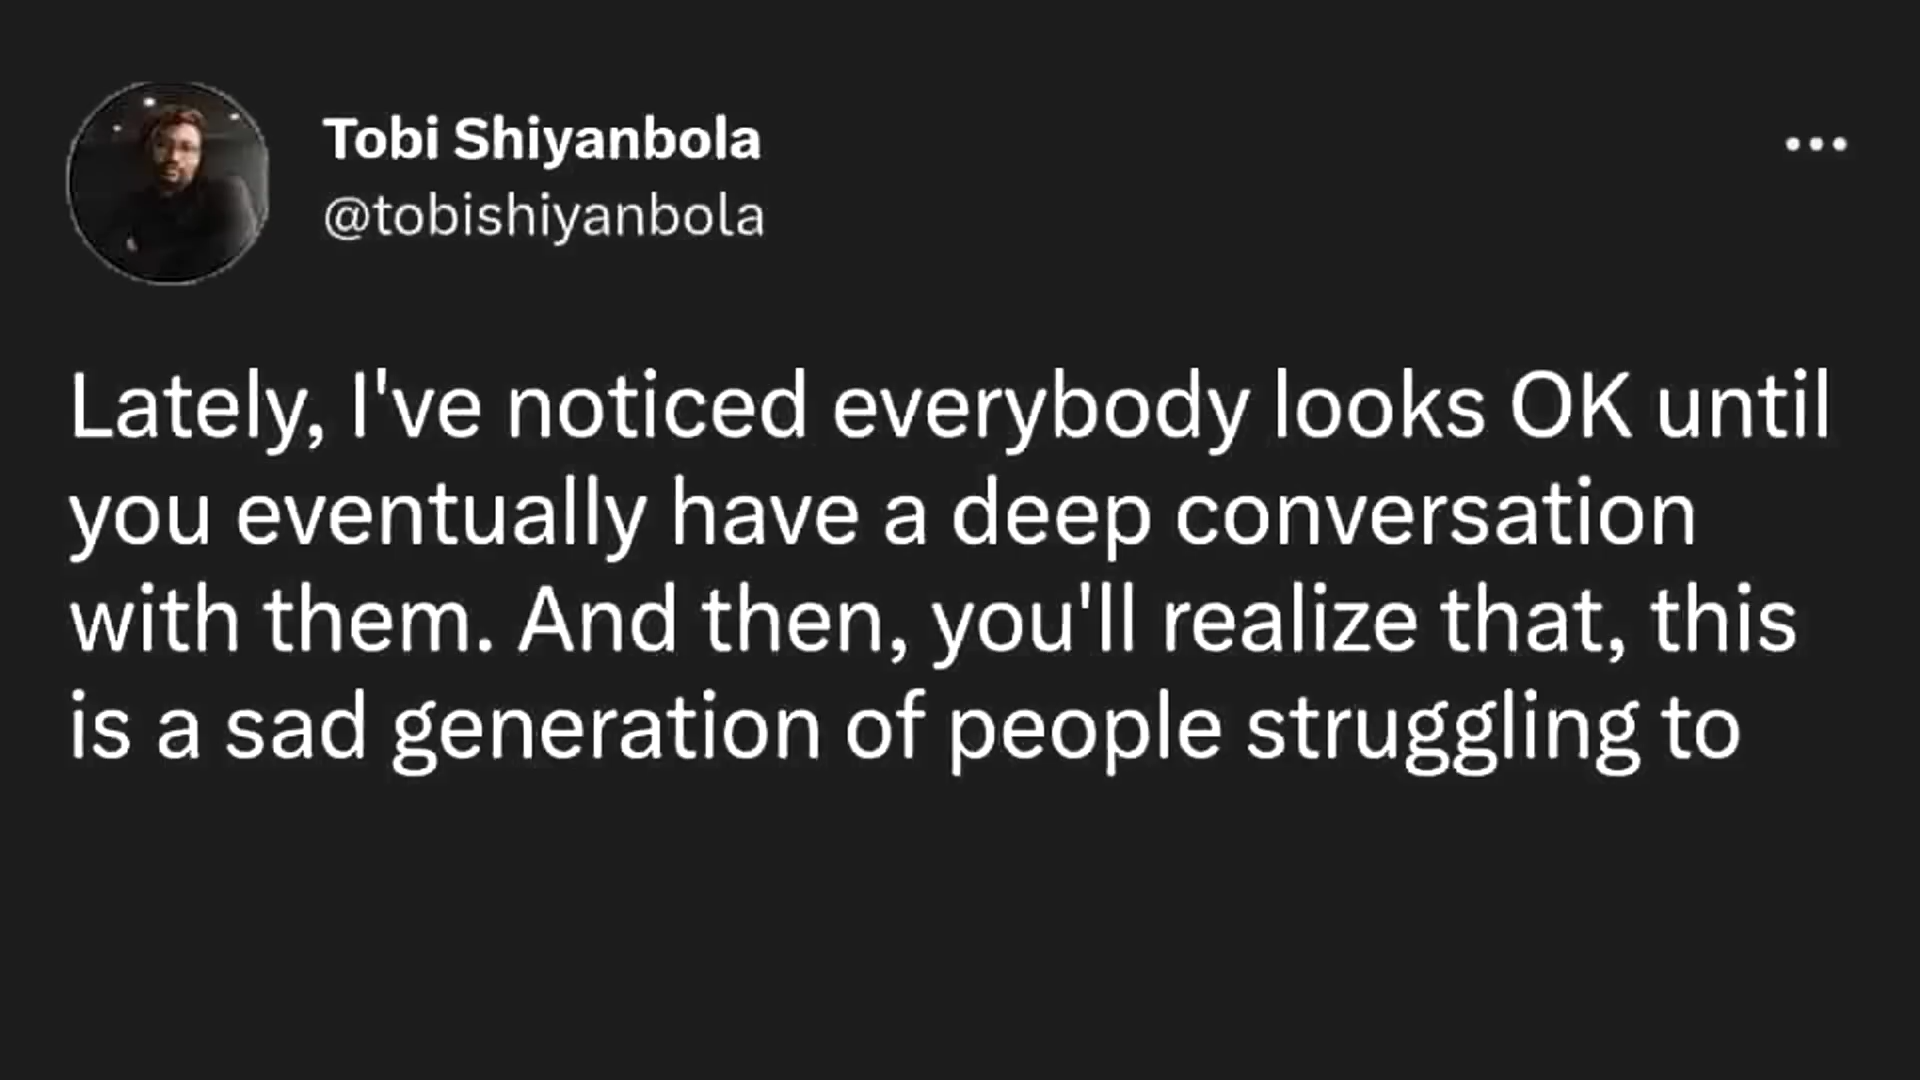 Tobi Shiyanbola
@tobishiyanbola
Lately, I've noticed everybody looks OK until
you eventually have a deep conversation
with them. And then, you'll realize that, this
is a sad generation of people struggling to